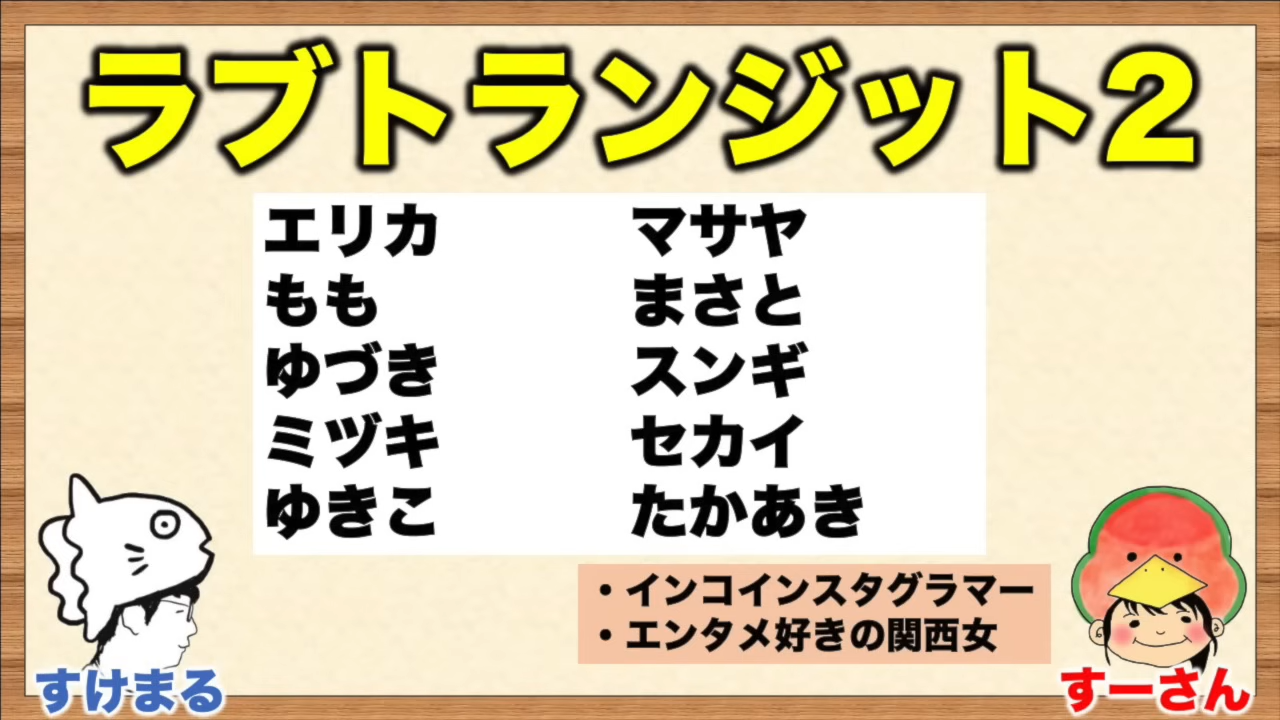 ラブトランジット2
エリカ マサヤ
もも まさと
ゆづき スンギ
ミヅキ セカイ
ゆきこ たかあき
・インコインスタグラマー
・エンタメ好きの関西女
すけまる
すーさん